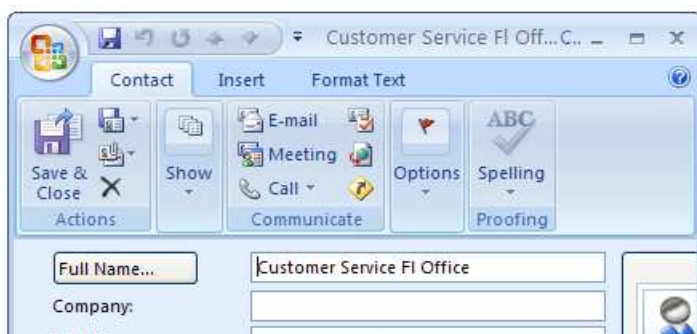 Customer Service Fl Off...C..
Contact Insert Format Text
E-mail
ABC
Meeting
Save & Close
Show
Call
Options
Spelling
Actions
Communicate
Proofing
Full Name...
Customer Service Fl Office
Company: